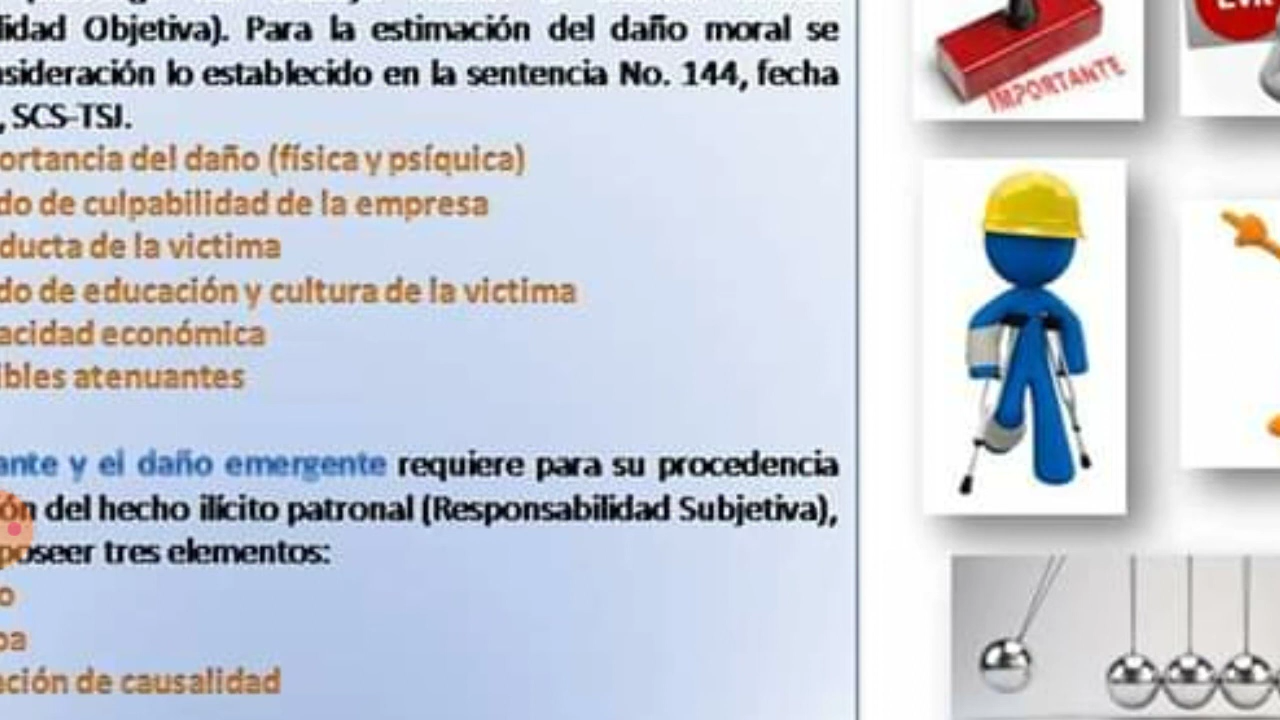 lidad Objetiva). Para la estimación del daño moral se
nsideración lo establecido en la sentencia No. 144, fecha
, SCS-TSJ.
ortancia del daño (física y psíquica)
do de culpabilidad de la empresa
ducta de la victima
do de educación y cultura de la victima
acidad económica
ibles atenuantes
ante y el daño emergente requiere para su procedencia
ón del hecho ilícito patronal (Responsabilidad Subjetiva),
poseer tres elementos:
o
pa
ación de causalidad
IMPORTANTE